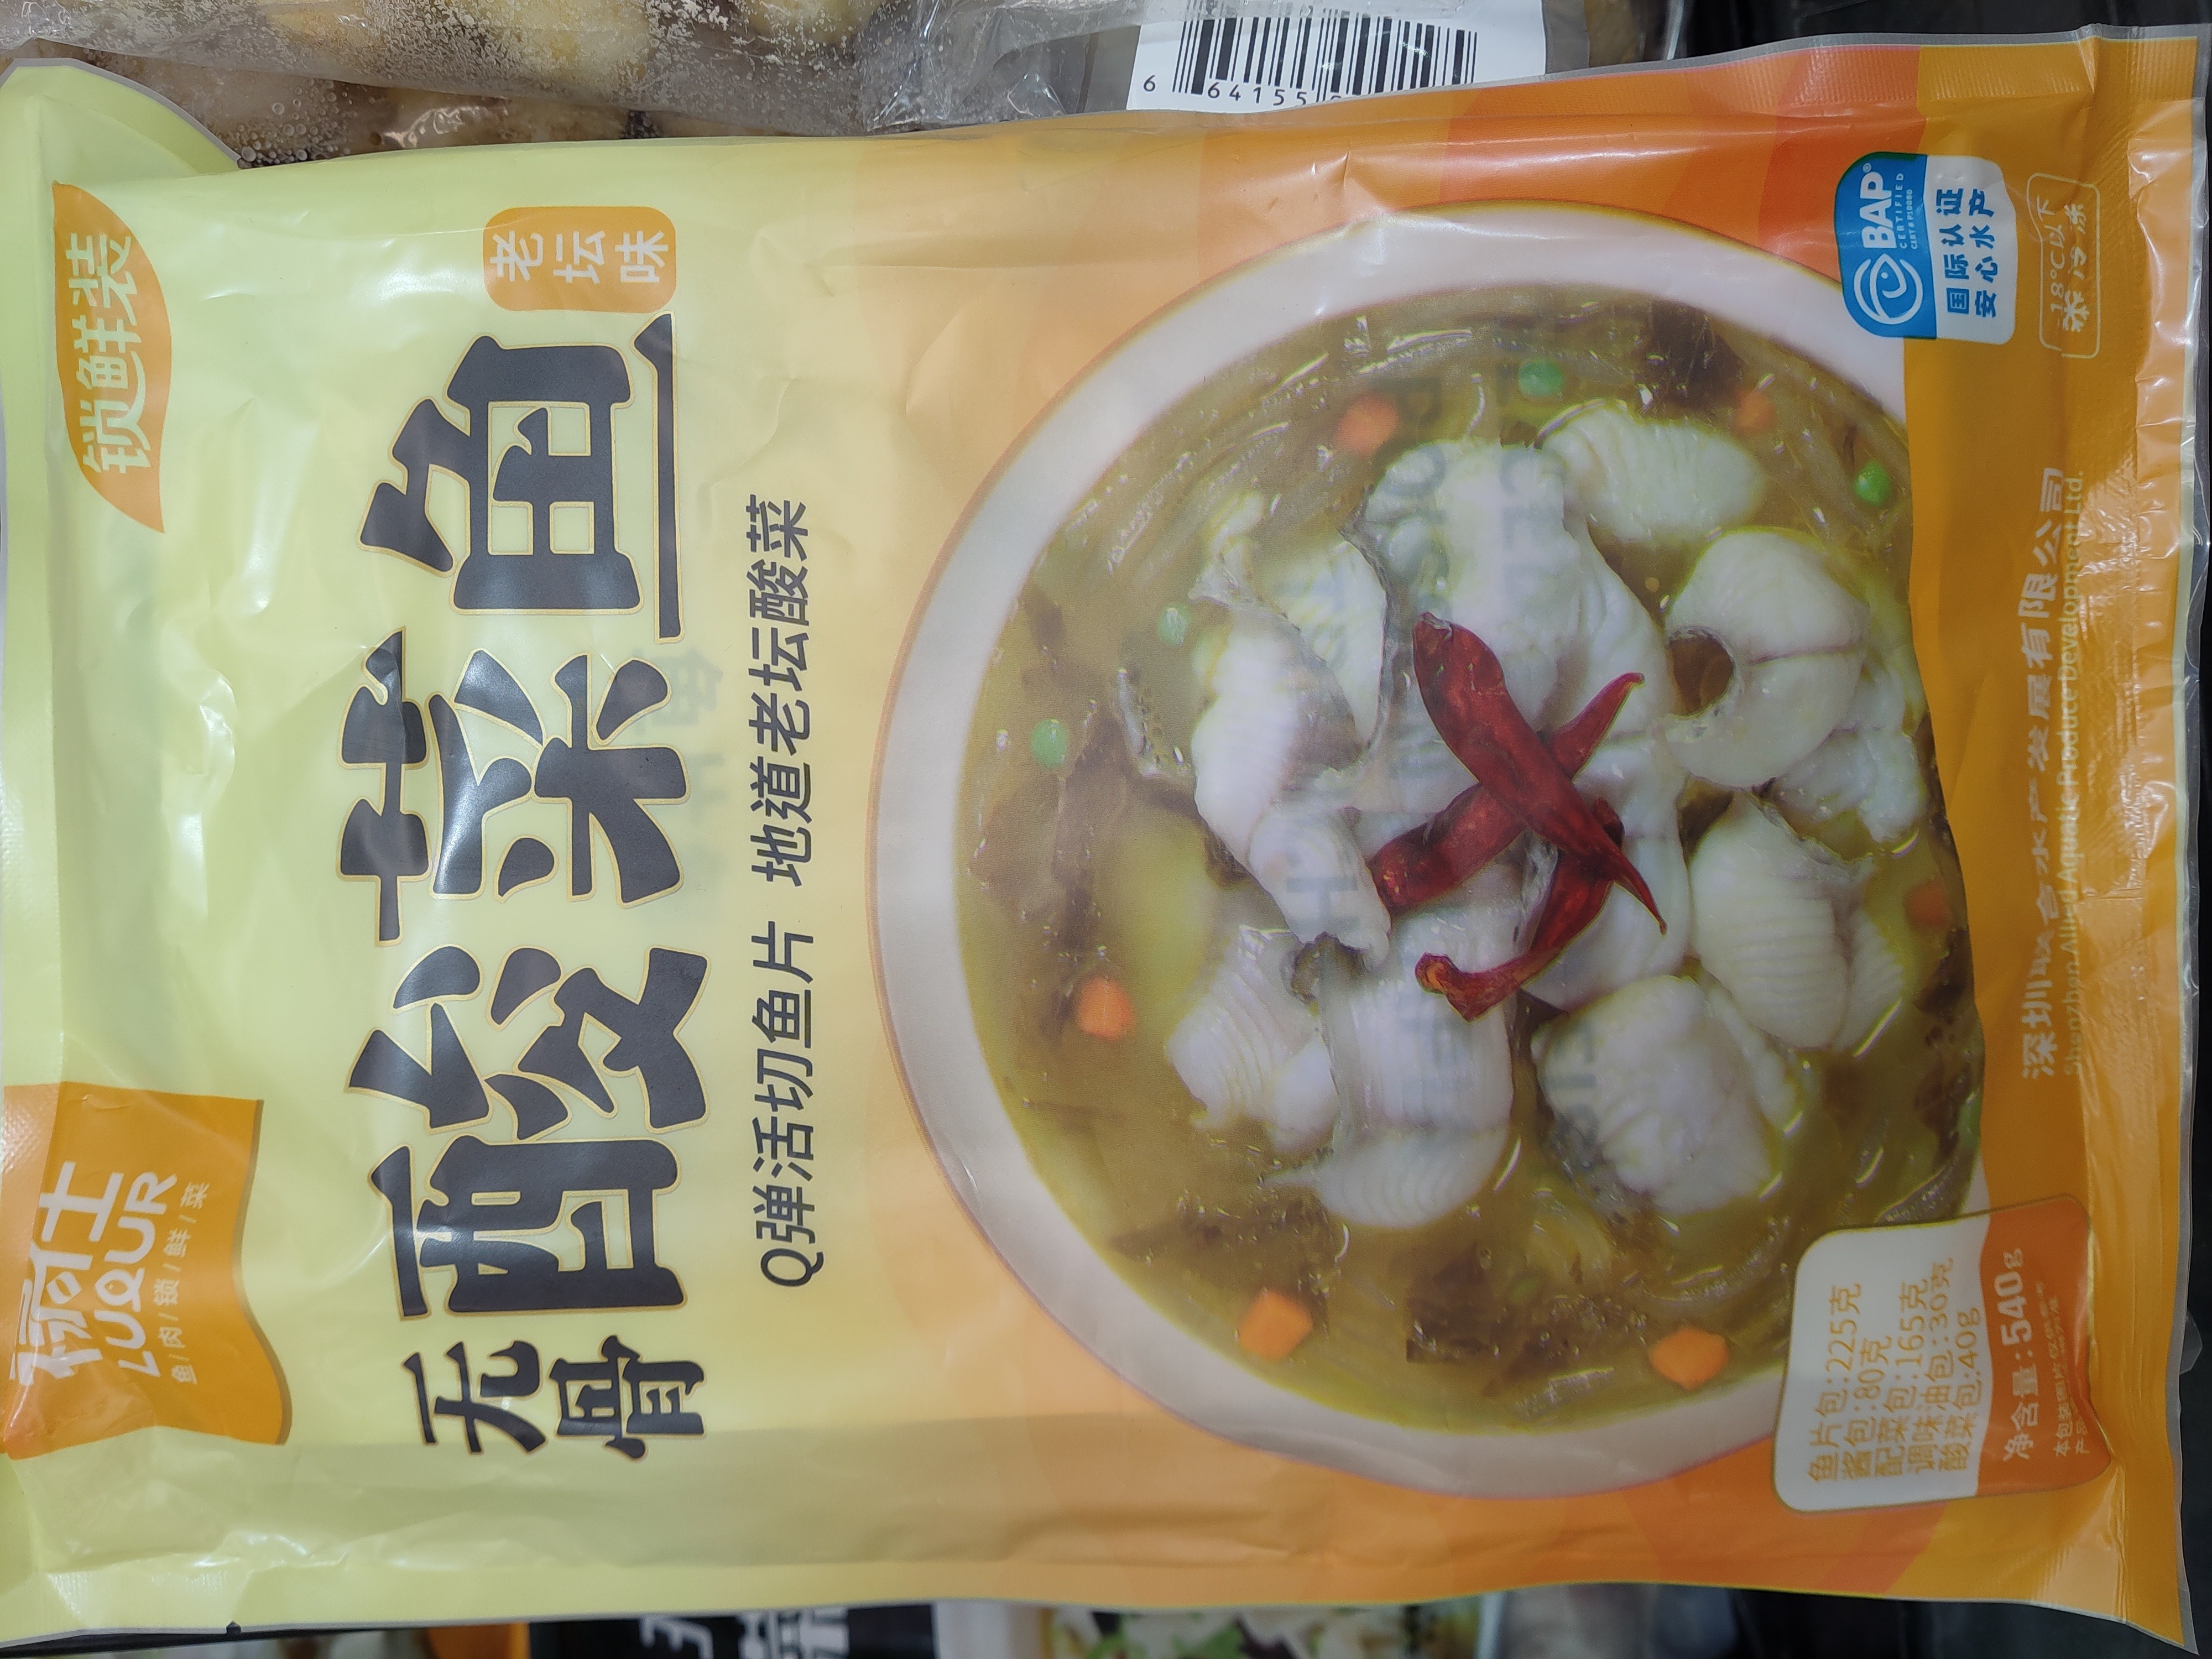 禄仕
LUQUR
鱼/肉/锁/鲜/菜
锁鲜装
无骨
酸菜鱼
老坛味
Q弹活切鱼片 地道老坛酸菜
BAP®
CERTIFIED
国际认证
安心水产
-18°C以下
冷冻
鱼片包:225克
酱包:80克
配菜包:165克
调味油包:30克
酸菜包:40g
净含量:540g
深圳联合水产发展有限公司
Shenzhen Allied Aquatic Produce Development Ltd.
6 64155